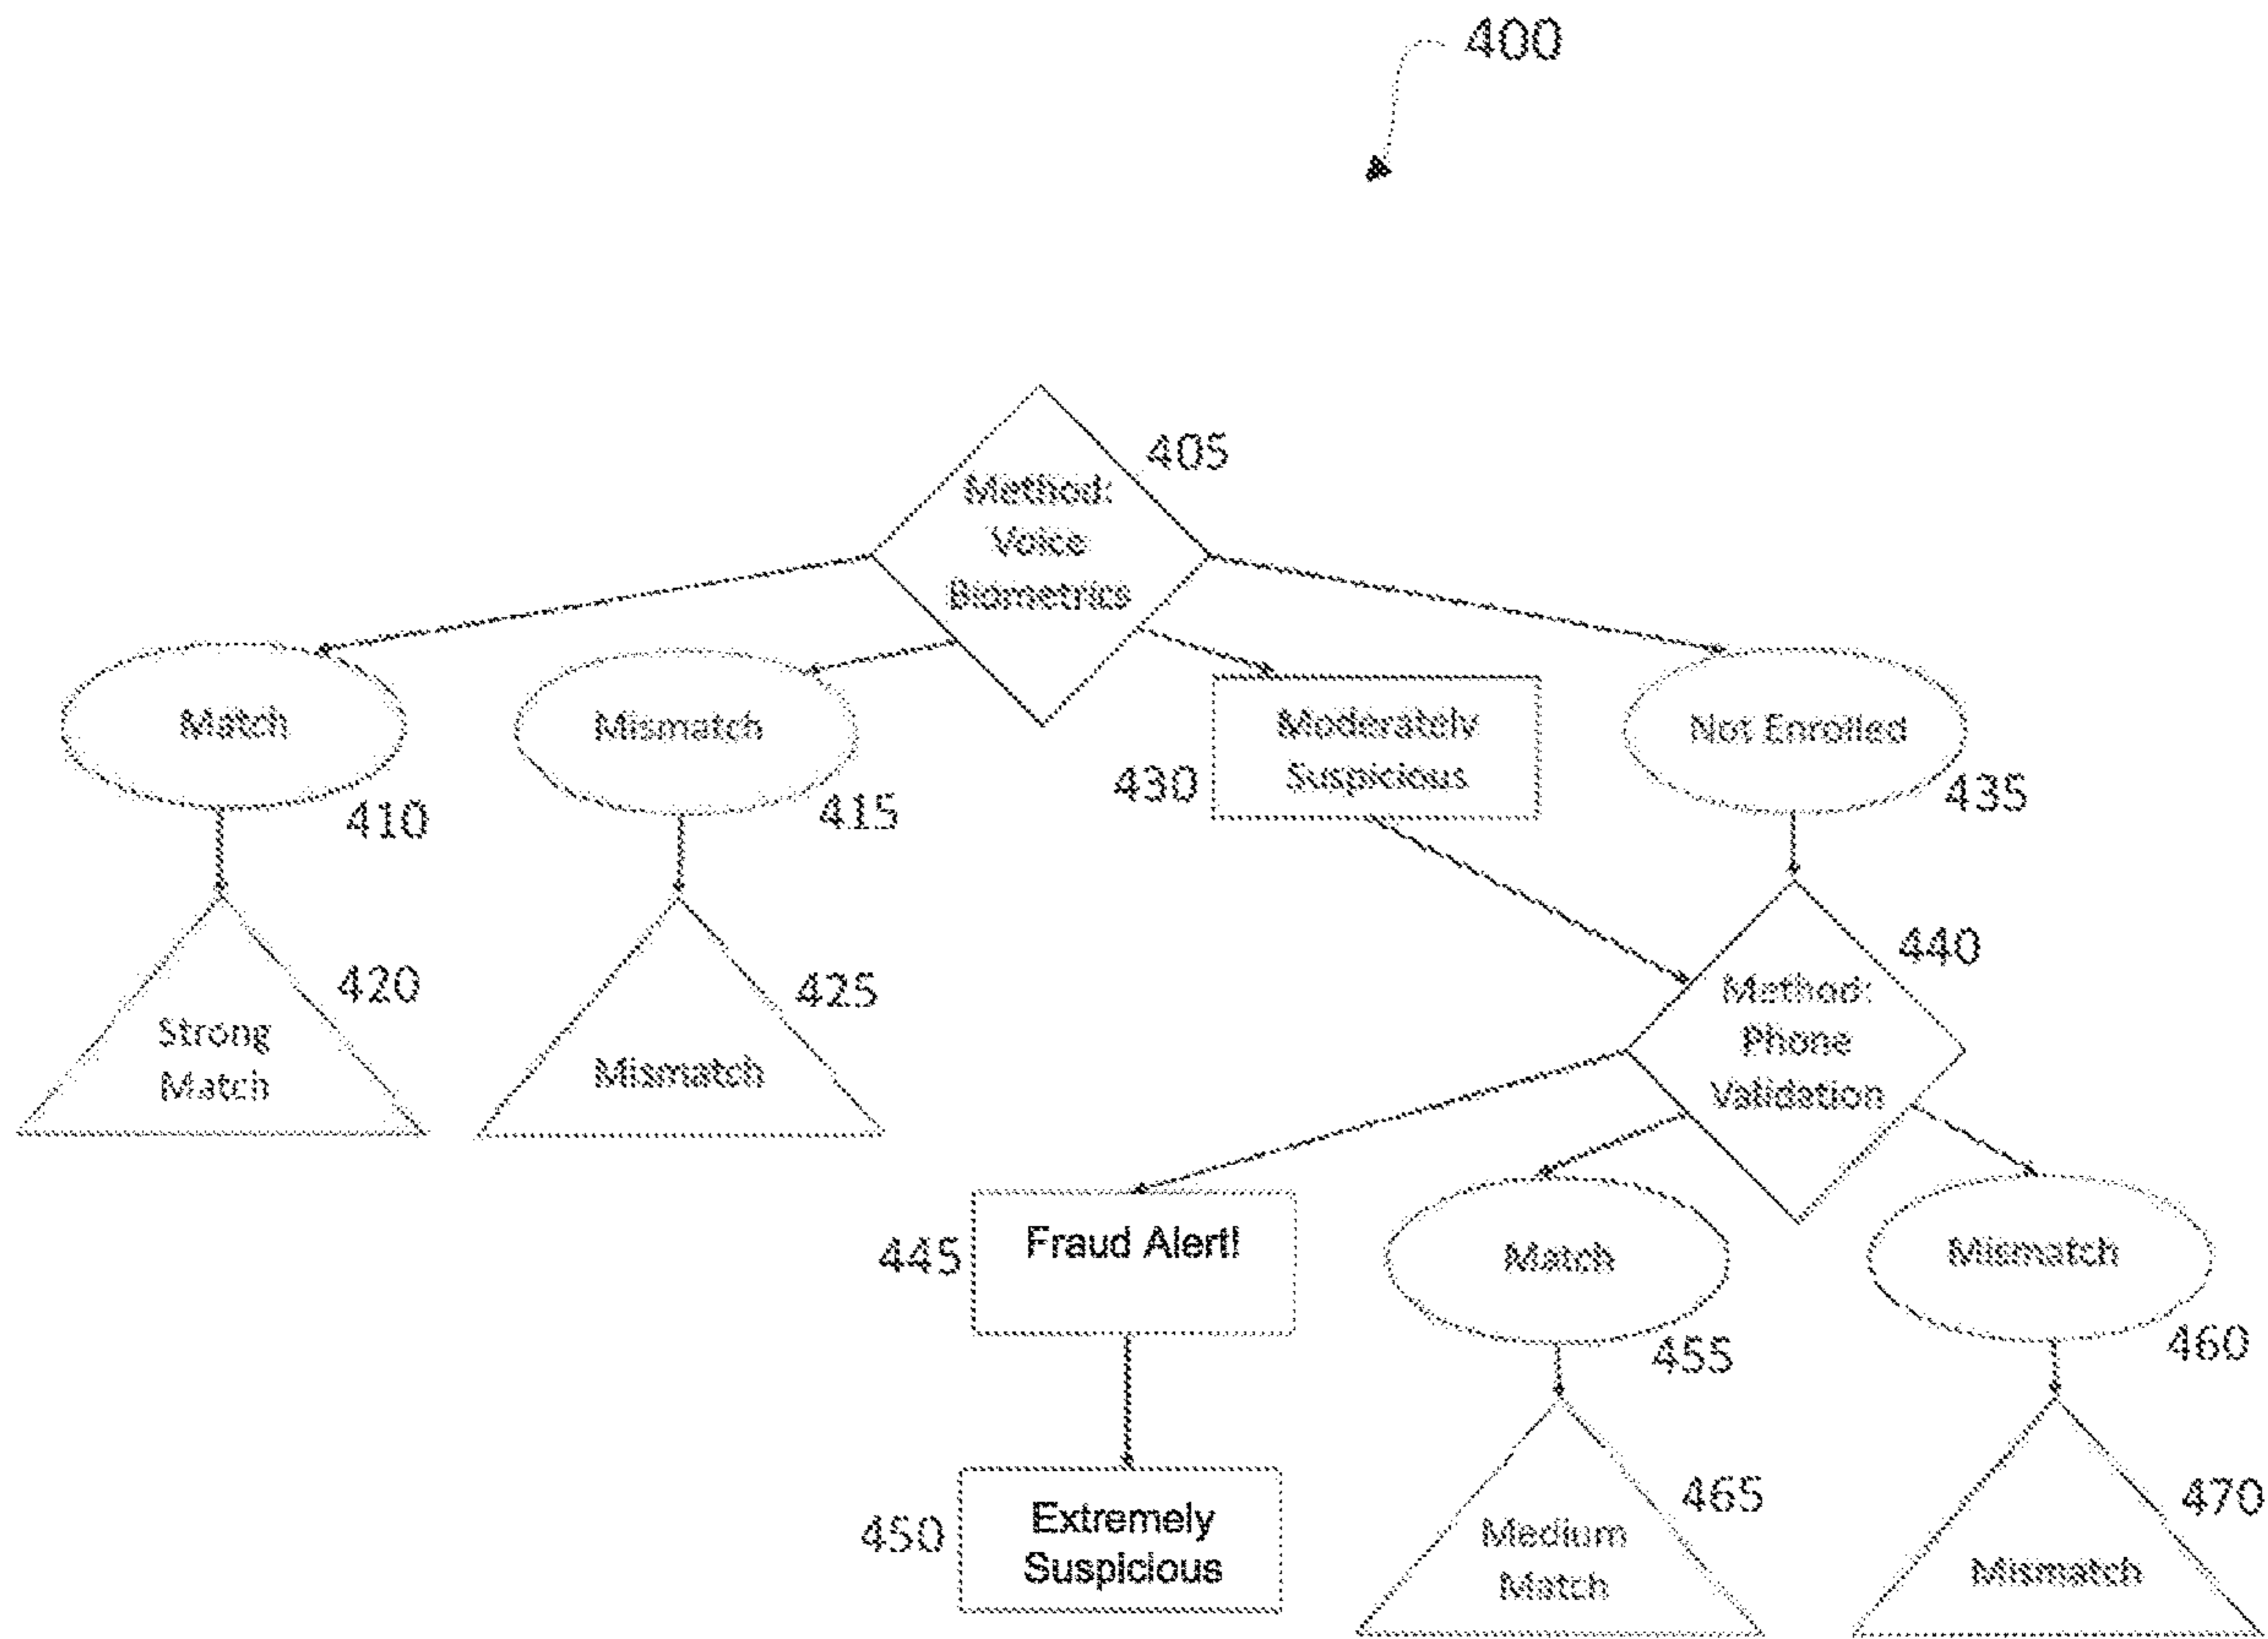 400
405
Method:
Voice
Biometrics
Match
410
Mismatch
415
Moderately
Suspicious
430
Not Enrolled
435
420
Strong
Match
425
Mismatch
440
Method:
Phone
Validation
445
Fraud Alert!
Match
455
Mismatch
460
450
Extremely
Suspicious
465
Medium
Match
470
Mismatch